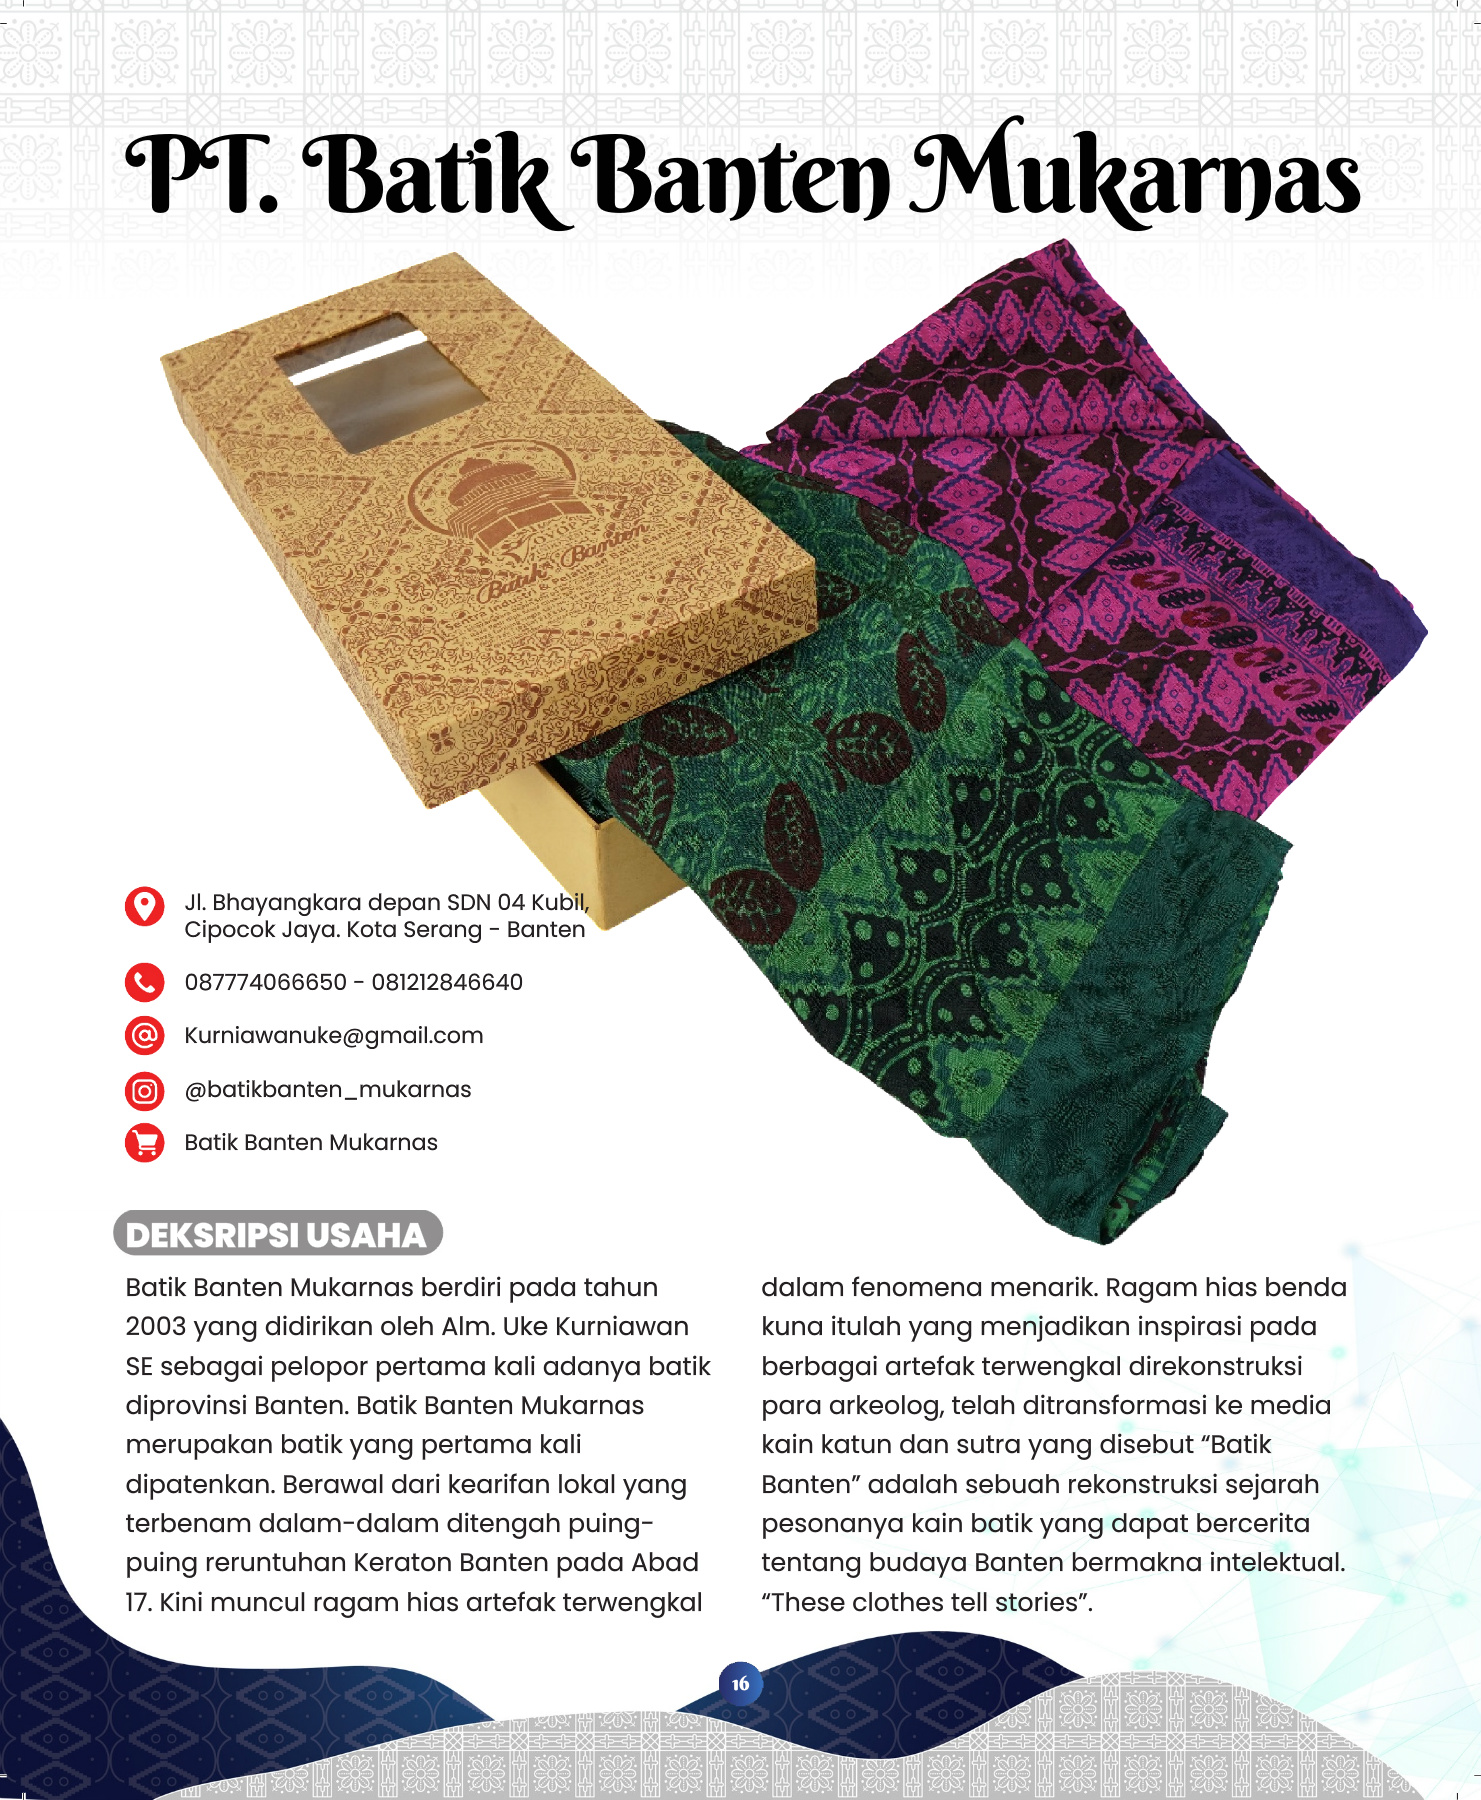 PT. Batik Banten Mukarnas
Batik Banten
Jl. Bhayangkara depan SDN 04 Kubil,
Cipocok Jaya. Kota Serang - Banten
087774066650 - 081212846640
Kurniawanuke@gmail.com
@batikbanten_mukarnas
Batik Banten Mukarnas
DEKSRIPSI USAHA
Batik Banten Mukarnas berdiri pada tahun
2003 yang didirikan oleh Alm. Uke Kurniawan
SE sebagai pelopor pertama kali adanya batik
diprovinsi Banten. Batik Banten Mukarnas
merupakan batik yang pertama kali
dipatenkan. Berawal dari kearifan lokal yang
terbenam dalam-dalam ditengah puing-
puing reruntuhan Keraton Banten pada Abad
17. Kini muncul ragam hias artefak terwengkal
dalam fenomena menarik. Ragam hias benda
kuna itulah yang menjadikan inspirasi pada
berbagai artefak terwengkal direkonstruksi
para arkeolog, telah ditransformasi ke media
kain katun dan sutra yang disebut “Batik
Banten” adalah sebuah rekonstruksi sejarah
pesonanya kain batik yang dapat bercerita
tentang budaya Banten bermakna intelektual.
“These clothes tell stories”.
16